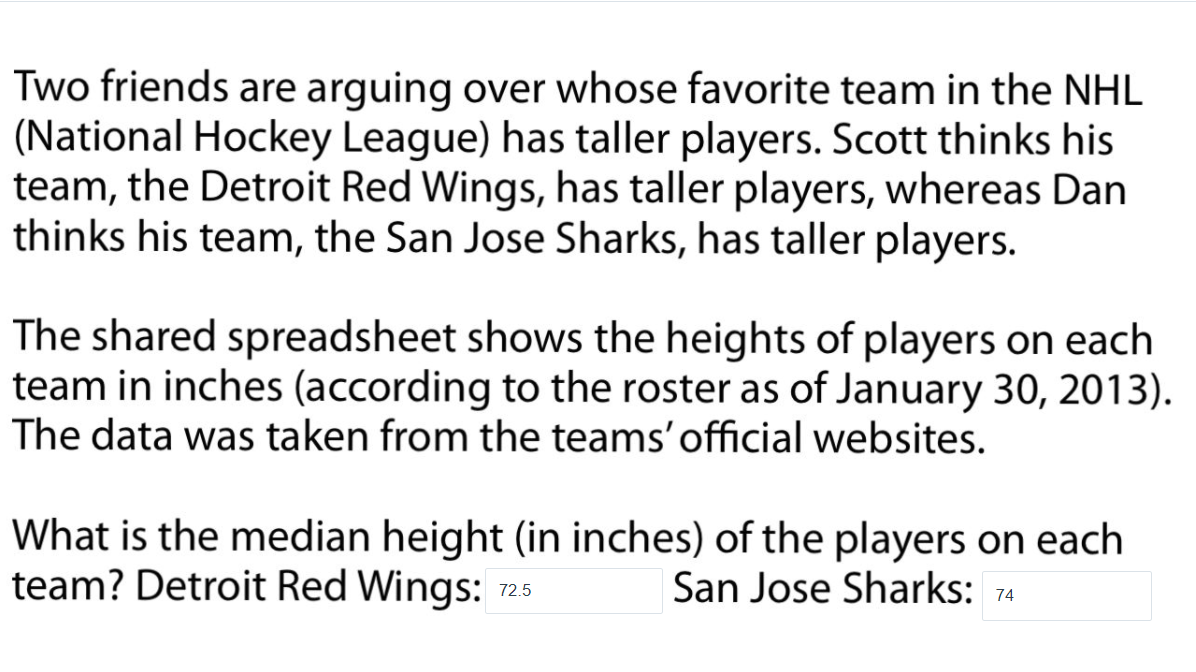 Two friends are arguing over whose favorite team in the NHL
(National Hockey League) has taller players. Scott thinks his
team, the Detroit Red Wings, has taller players, whereas Dan
thinks his team, the San Jose Sharks, has taller players.
The shared spreadsheet shows the heights of players on each
team in inches (according to the roster as of January 30, 2013).
The data was taken from the teams’ official websites.
What is the median height (in inches) of the players on each
team? Detroit Red Wings: 72.5 San Jose Sharks: 74